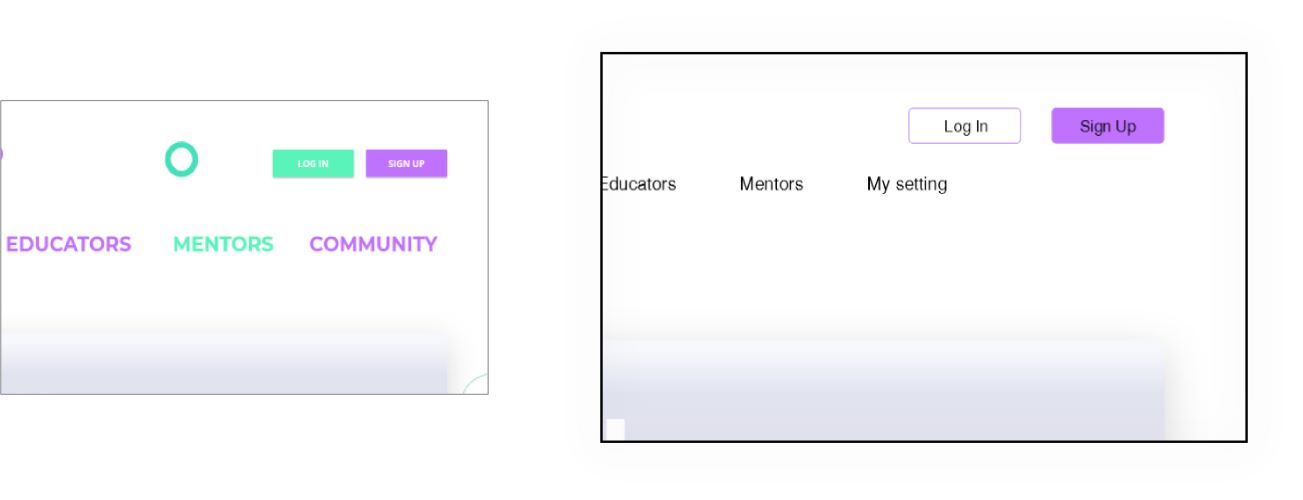 LOG IN SIGN UP
EDUCATORS MENTORS COMMUNITY
Log In Sign Up
Educators Mentors My setting